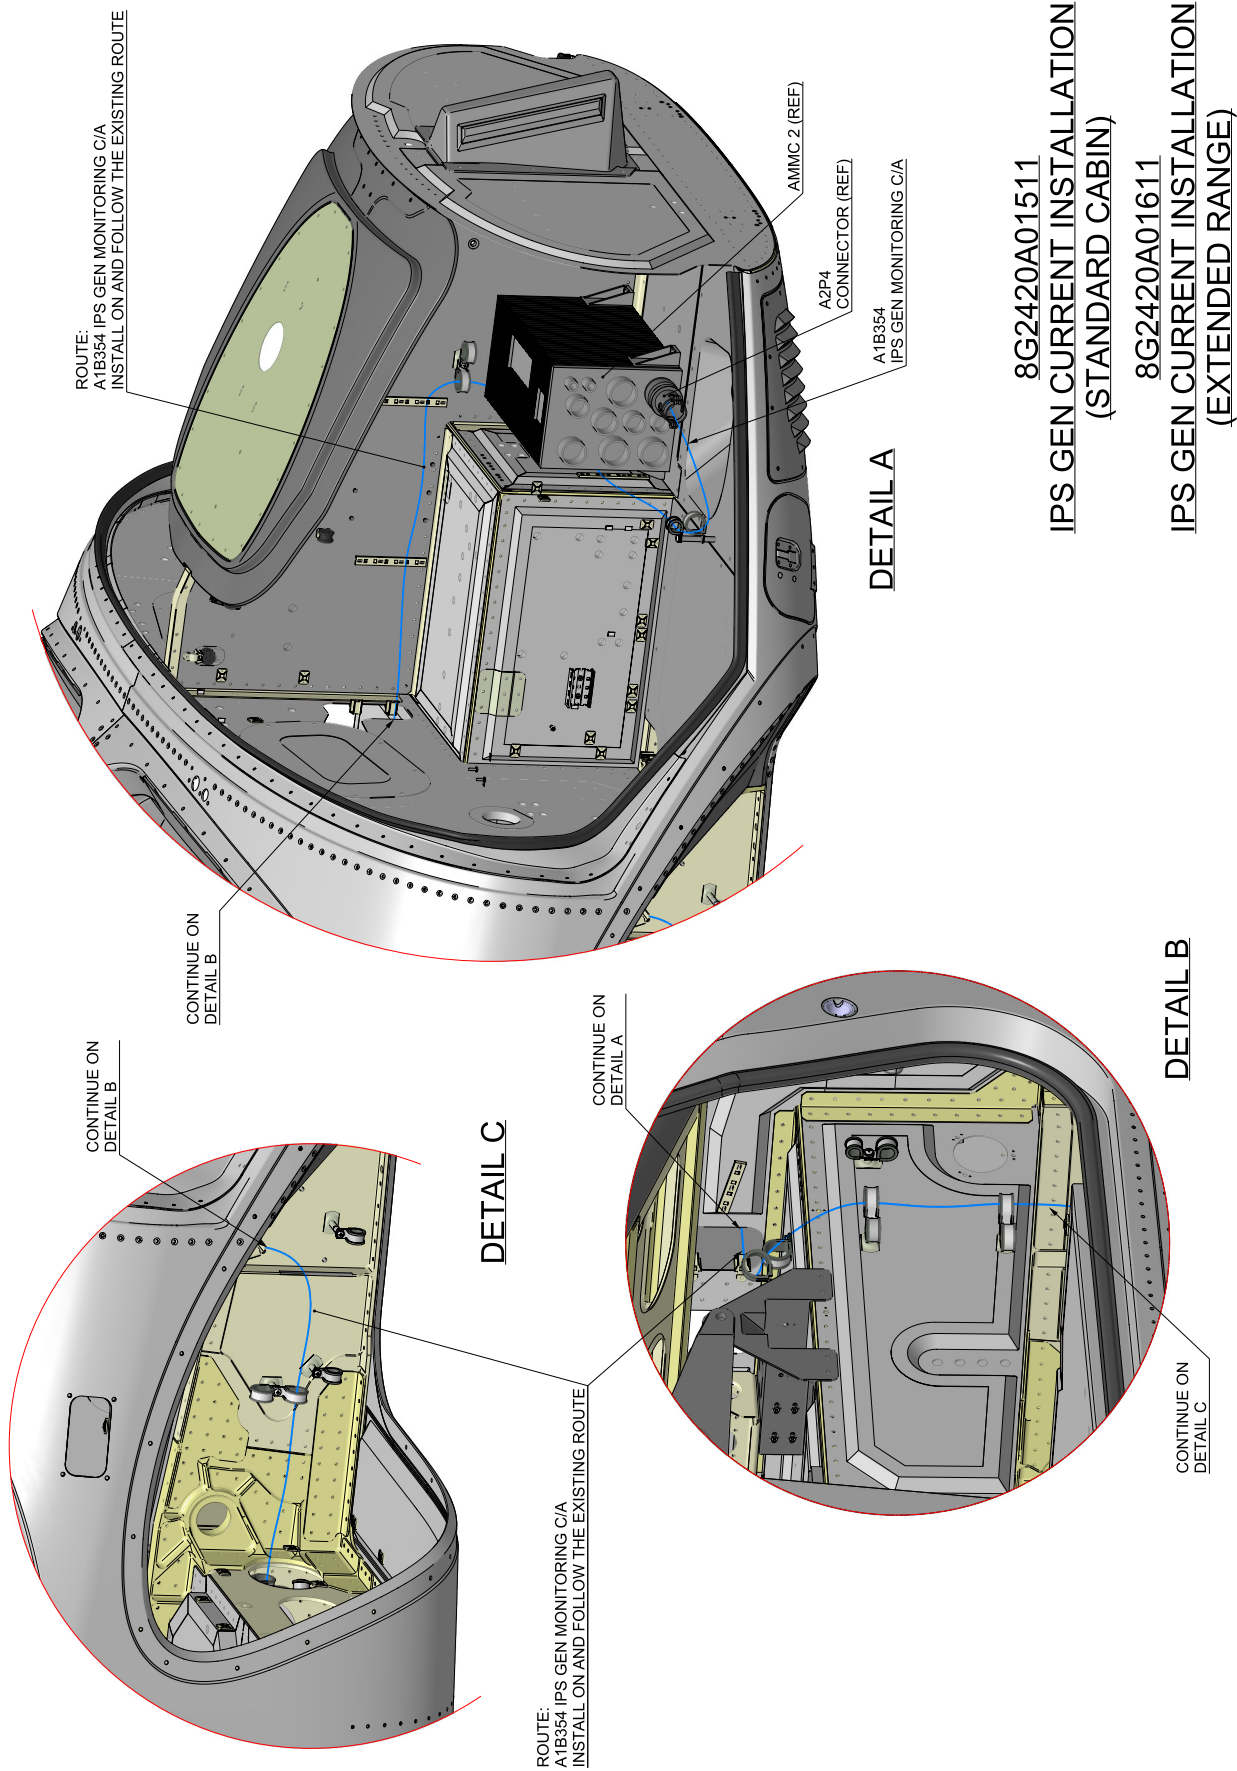 ROUTE:
A1B354 IPS GEN MONITORING C/A
INSTALL ON AND FOLLOW THE EXISTING ROUTE
CONTINUE ON
DETAIL B
AMMC 2 (REF)
A2P4
CONNECTOR (REF)
A1B354
IPS GEN MONITORING C/A
DETAIL A
8G2420A01511
IPS GEN CURRENT INSTALLATION
(STANDARD CABIN)
8G2420A01611
IPS GEN CURRENT INSTALLATION
(EXTENDED RANGE)
CONTINUE ON
DETAIL B
DETAIL C
ROUTE:
A1B354 IPS GEN MONITORING C/A
INSTALL ON AND FOLLOW THE EXISTING ROUTE
CONTINUE ON
DETAIL A
CONTINUE ON
DETAIL C
DETAIL B